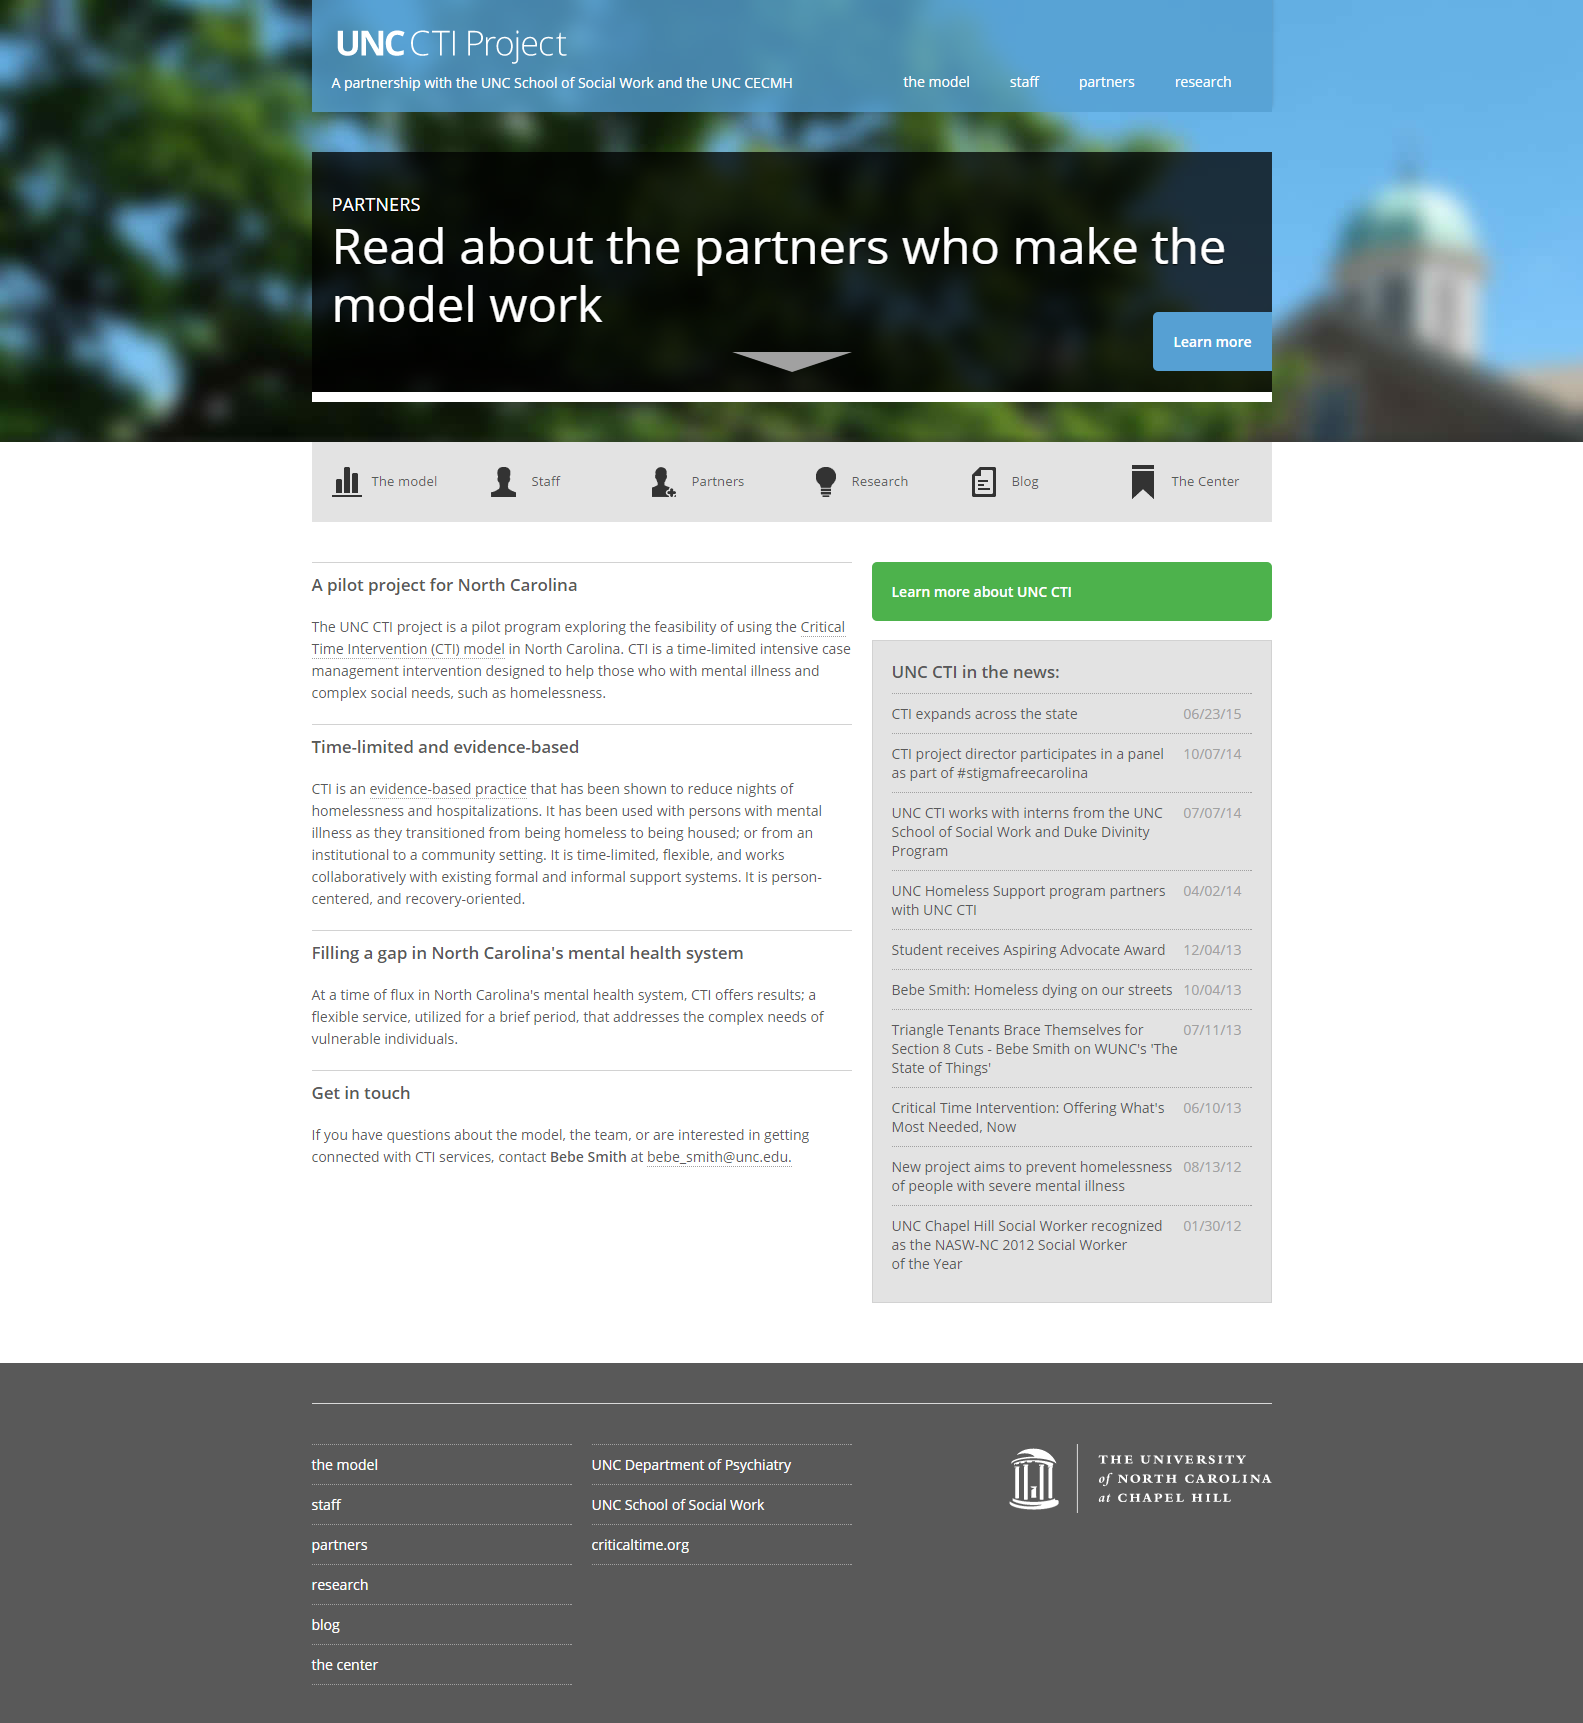 UNC CTI Project
A partnership with the UNC School of Social Work and the UNC CECMH
the model staff partners research
PARTNERS
Read about the partners who make the
model work
Learn more
The model Staff Partners Research Blog The Center
A pilot project for North Carolina
The UNC CTI project is a pilot program exploring the feasibility of using the Critical
Time Intervention (CTI) model in North Carolina. CTI is a time-limited intensive case
management intervention designed to help those who with mental illness and
complex social needs, such as homelessness.
Time-limited and evidence-based
CTI is an evidence-based practice that has been shown to reduce nights of
homelessness and hospitalizations. It has been used with persons with mental
illness as they transitioned from being homeless to being housed; or from an
institutional to a community setting. It is time-limited, flexible, and works
collaboratively with existing formal and informal support systems. It is person-
centered, and recovery-oriented.
Filling a gap in North Carolina's mental health system
At a time of flux in North Carolina's mental health system, CTI offers results; a
flexible service, utilized for a brief period, that addresses the complex needs of
vulnerable individuals.
Get in touch
If you have questions about the model, the team, or are interested in getting
connected with CTI services, contact Bebe Smith at bebe_smith@unc.edu.
Learn more about UNC CTI
UNC CTI in the news:
CTI expands across the state 06/23/15
CTI project director participates in a panel 10/07/14
as part of #stigmafreecarolina
UNC CTI works with interns from the UNC 07/07/14
School of Social Work and Duke Divinity
Program
UNC Homeless Support program partners 04/02/14
with UNC CTI
Student receives Aspiring Advocate Award 12/04/13
Bebe Smith: Homeless dying on our streets 10/04/13
Triangle Tenants Brace Themselves for 07/11/13
Section 8 Cuts - Bebe Smith on WUNC's 'The
State of Things'
Critical Time Intervention: Offering What's 06/10/13
Most Needed, Now
New project aims to prevent homelessness 08/13/12
of people with severe mental illness
UNC Chapel Hill Social Worker recognized 01/30/12
as the NASW-NC 2012 Social Worker
of the Year
the model
staff
partners
research
blog
the center
UNC Department of Psychiatry
UNC School of Social Work
criticaltime.org
THE UNIVERSITY
of NORTH CAROLINA
at CHAPEL HILL